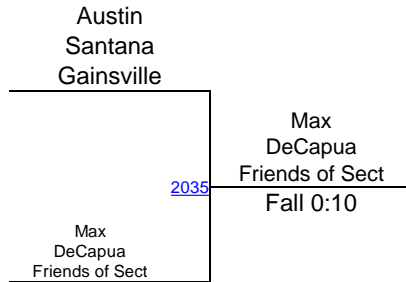 Austin
Santana
Gainsville
Max
DeCapua
Friends of Sect
2035
Fall 0:10
Max
DeCapua
Friends of Sect